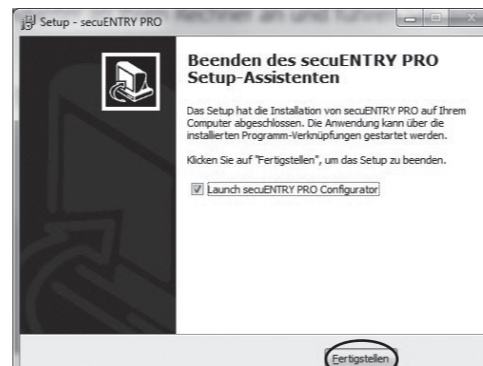 Setup - secuENTRY PRO
Beenden des secuENTRY PRO
Setup-Assistenten
Das Setup hat die Installation von secuENTRY PRO auf Ihrem
Computer abgeschlossen. Die Anwendung kann über die
installierten Programm-Verknüpfungen gestartet werden.
Klicken Sie auf "Fertigstellen", um das Setup zu beenden.
Launch secuENTRY PRO Configurator
Fertigstellen